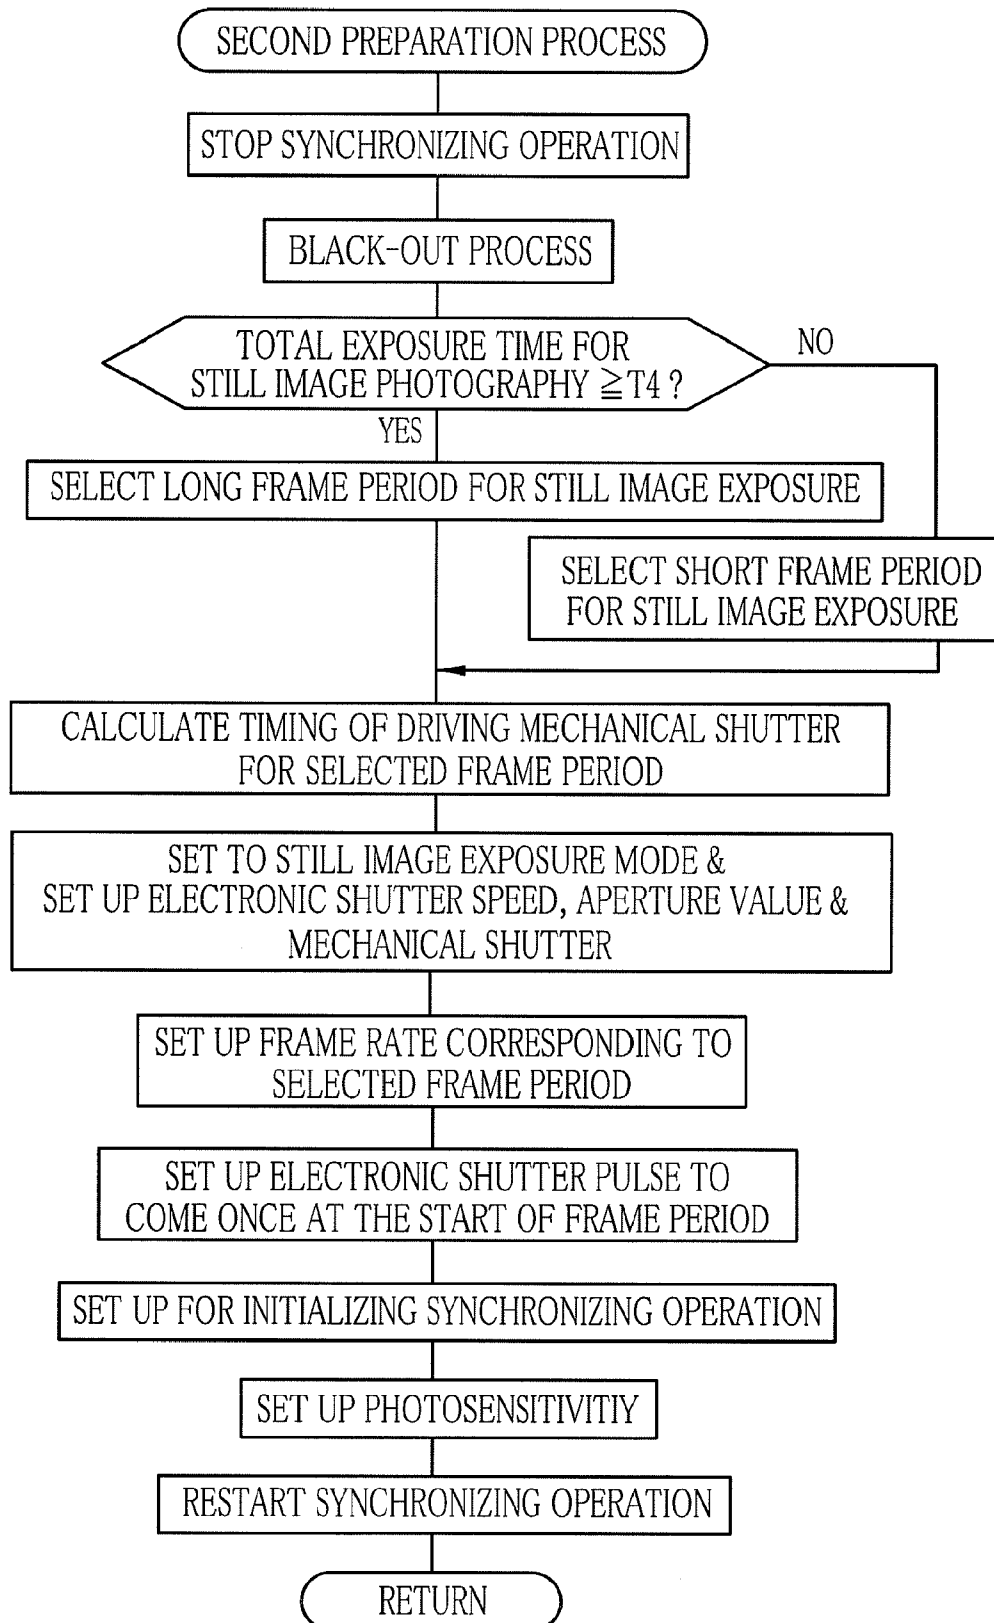 SECOND PREPARATION PROCESS
STOP SYNCHRONIZING OPERATION
BLACK-OUT PROCESS
TOTAL EXPOSURE TIME FOR
STILL IMAGE PHOTOGRAPHY ≧ T4 ?
NO
YES
SELECT LONG FRAME PERIOD FOR STILL IMAGE EXPOSURE
SELECT SHORT FRAME PERIOD
FOR STILL IMAGE EXPOSURE
CALCULATE TIMING OF DRIVING MECHANICAL SHUTTER
FOR SELECTED FRAME PERIOD
SET TO STILL IMAGE EXPOSURE MODE &
SET UP ELECTRONIC SHUTTER SPEED, APERTURE VALUE &
MECHANICAL SHUTTER
SET UP FRAME RATE CORRESPONDING TO
SELECTED FRAME PERIOD
SET UP ELECTRONIC SHUTTER PULSE TO
COME ONCE AT THE START OF FRAME PERIOD
SET UP FOR INITIALIZING SYNCHRONIZING OPERATION
SET UP PHOTOSENSITIVITIY
RESTART SYNCHRONIZING OPERATION
RETURN